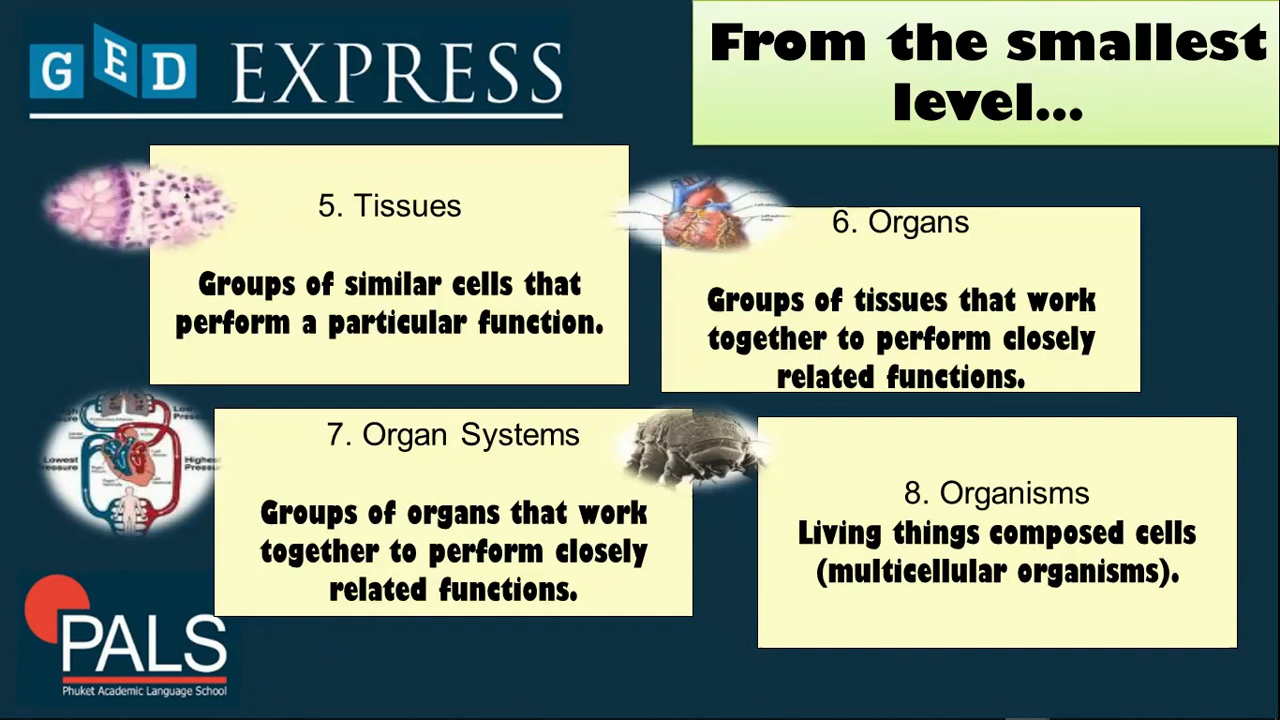 GED EXPRESS
From the smallest
level...
5. Tissues
Groups of similar cells that
perform a particular function.
6. Organs
Groups of tissues that work
together to perform closely
related functions.
7. Organ Systems
Groups of organs that work
together to perform closely
related functions.
Lowest
Pressure
8. Organisms
Living things composed cells
(multicellular organisms).
PALS
Phuket Academic Language School